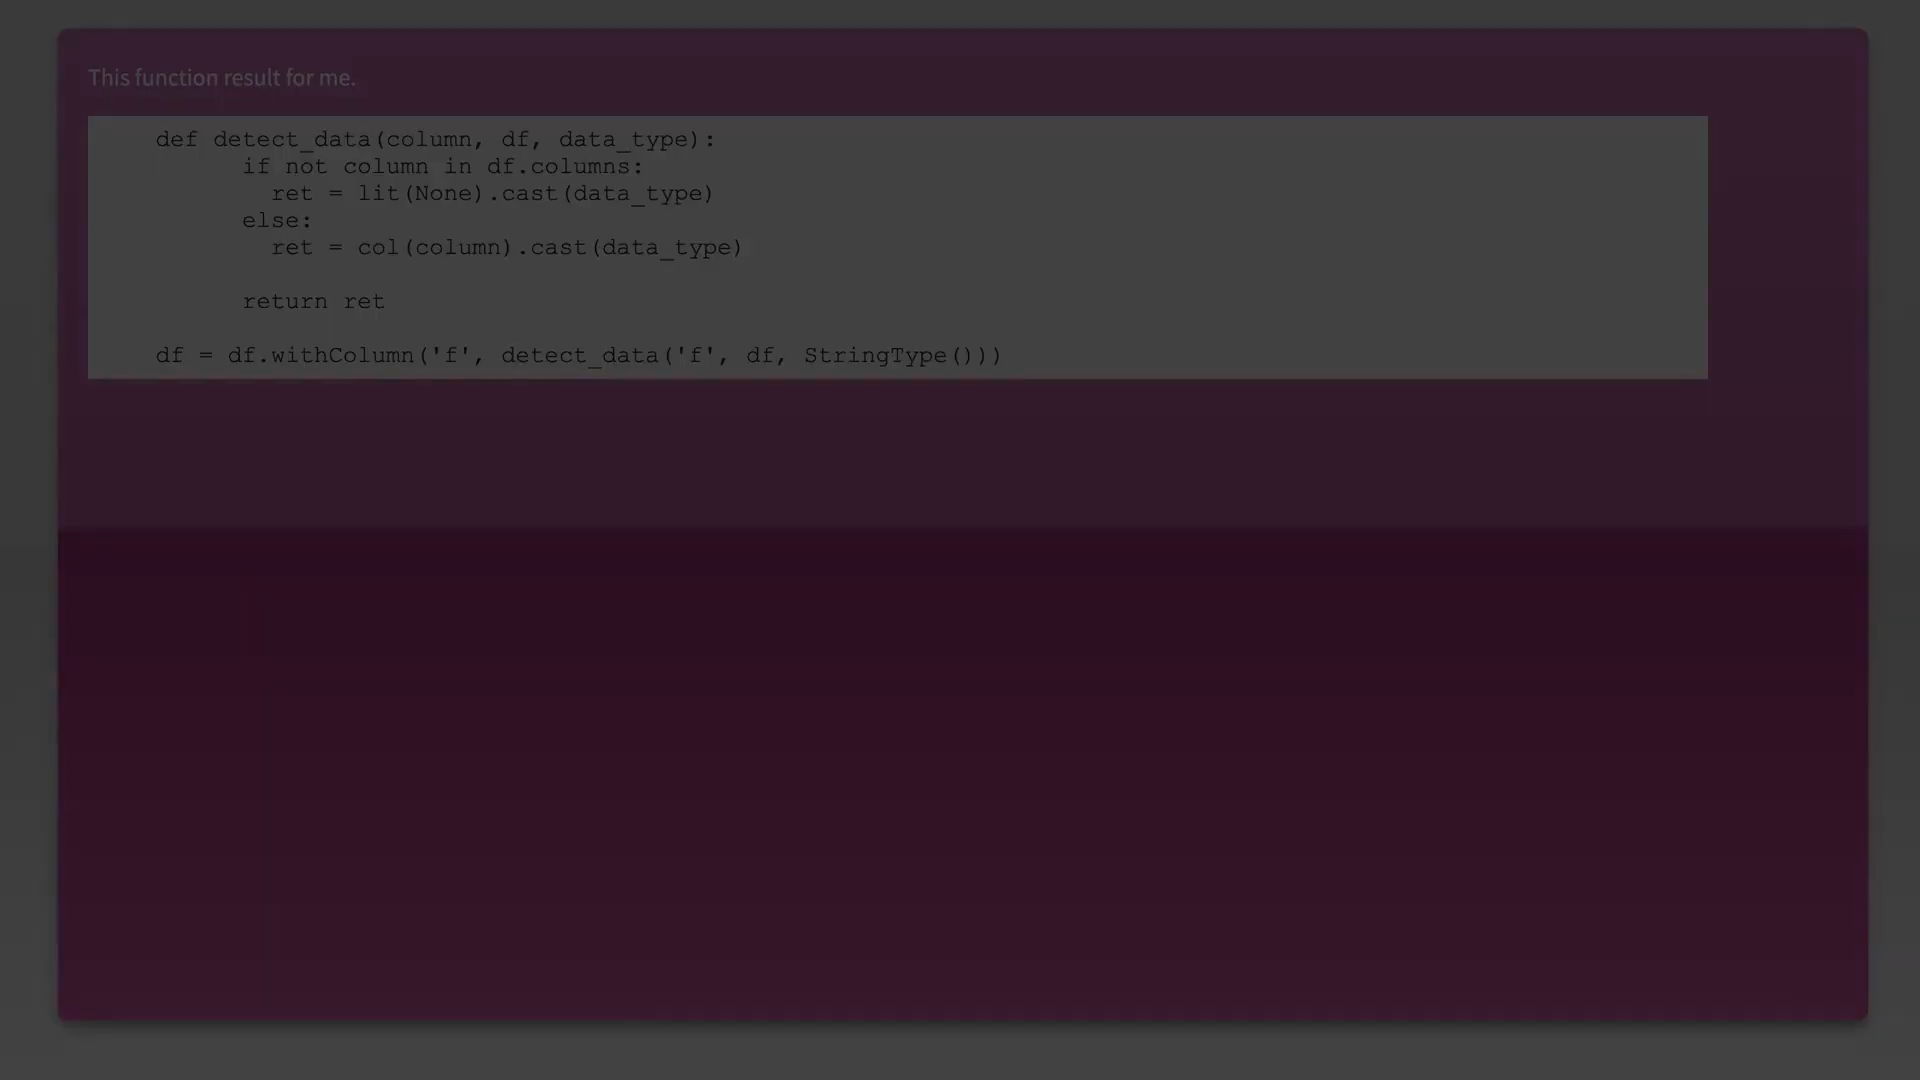 This function result for me.
def detect_data(column, df, data_type):
if not column in df.columns:
ret = lit(None).cast(data_type)
else:
ret = col(column).cast(data_type)
return ret
df = df.withColumn('f', detect_data('f', df, StringType()))